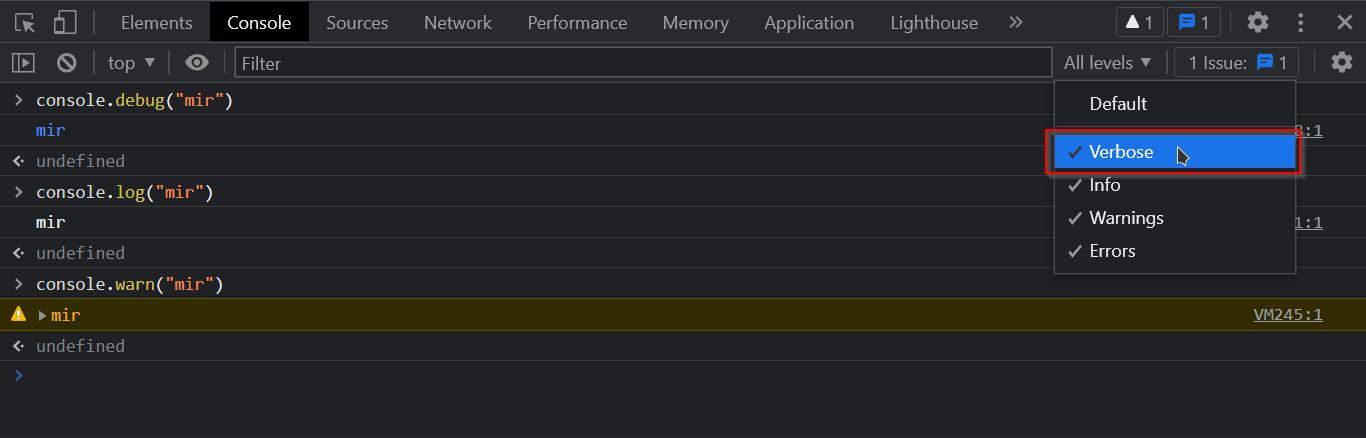 Elements Console Sources Network Performance Memory Application Lighthouse » 1 1
top Filter All levels 1 Issue: 1
console.debug("mir")
Default
mir
:1
undefined
Verbose
console.log("mir")
Info
mir
1:1
Warnings
undefined
Errors
console.warn("mir")
mir VM245:1
undefined